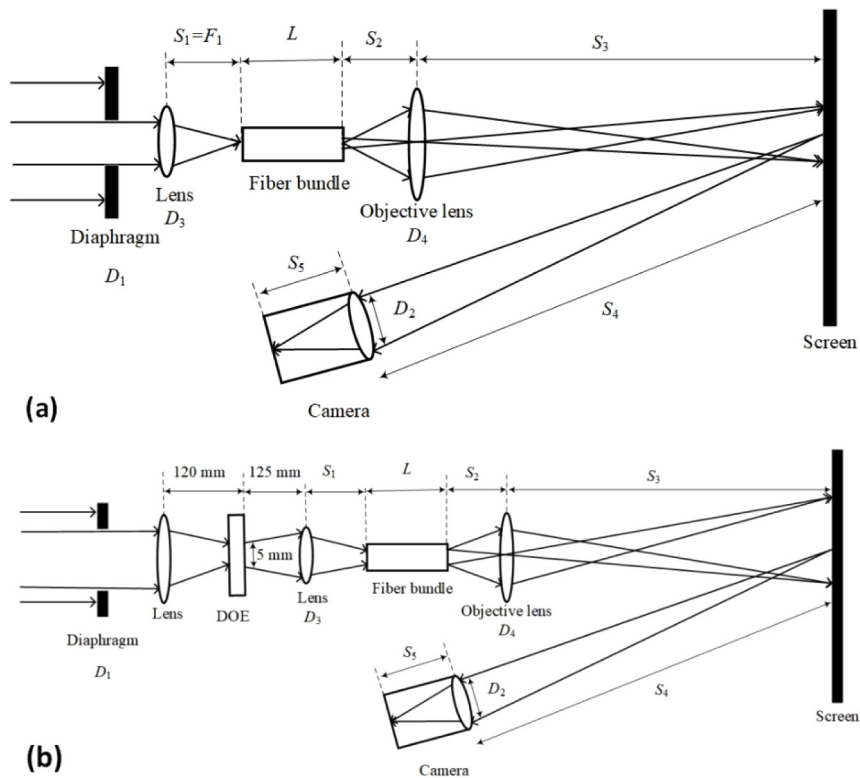 S1=F1
L
S2
S3
Fiber bundle
Lens
D3
Objective lens
D4
Diaphragm
D1
S5
D2
S4
Screen
Camera
(a)
120 mm
125 mm
S1
L
S2
S3
5 mm
Fiber bundle
Lens
DOE
Lens
D3
Objective lens
D4
Diaphragm
D1
S5
D2
S4
Screen
Camera
(b)